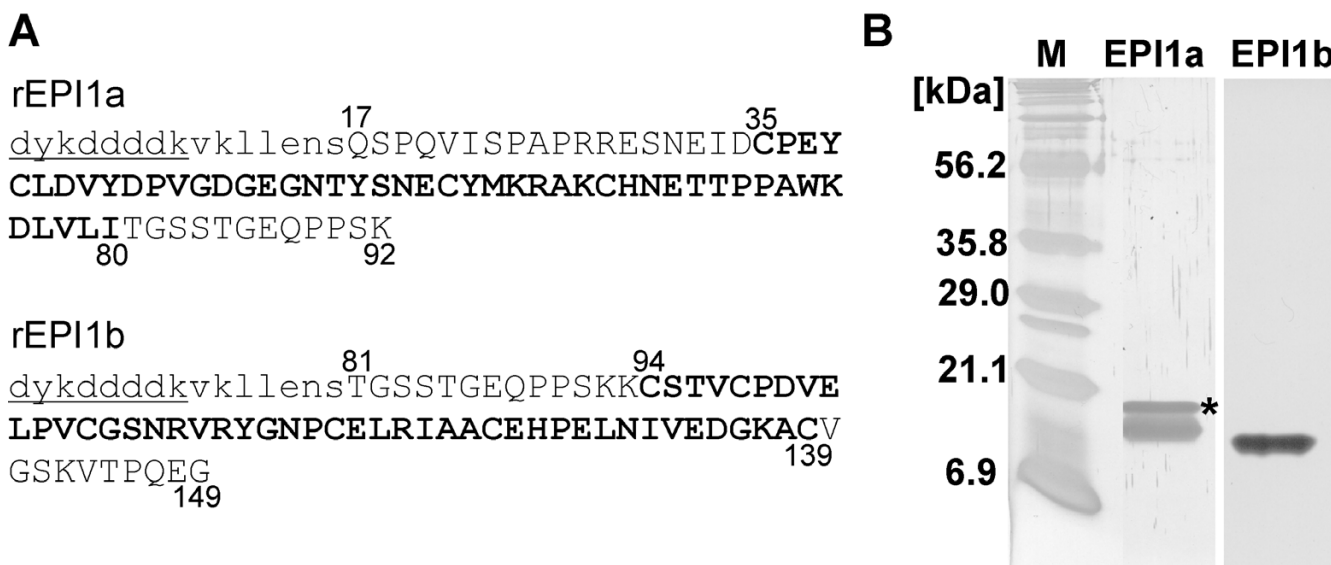 A
rEPI1a
17 35
dykddddkvkllensQSPQVISPAPRRESNEIDCPEY
CLDVYDPVGDGEGNTYSNECYMKRAKCHNETTPPAWK
DLVLITGSSTGEQPPSK
80 92
rEPI1b
81 94
dykddddkvkllensTGSSTGEQPPSKKCSTVCPDVE
LPVCGSNRVRYGNPCELRIAACEHPELNIVEDGKACV
139
GSKVTPQEG
149
B
M EPI1a EPI1b
[kDa]
56.2
35.8
29.0
21.1
*
6.9